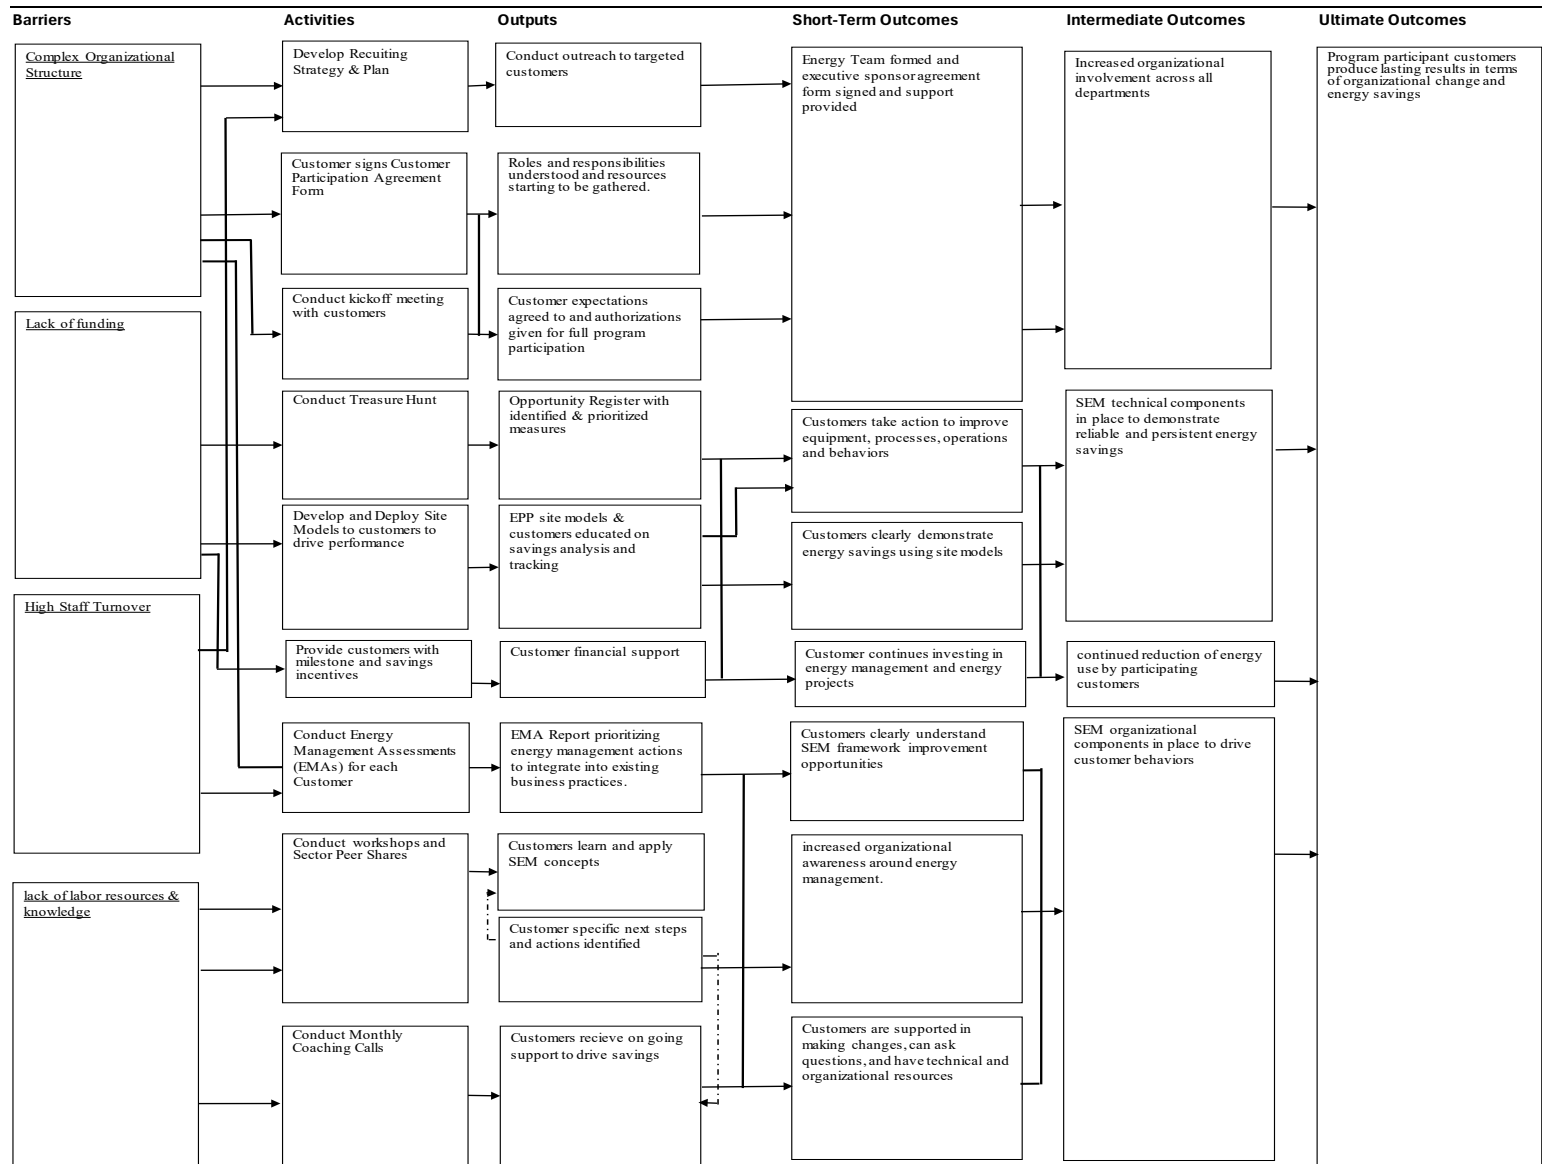 Barriers
Activities
Outputs
Short-Term Outcomes
Intermediate Outcomes
Ultimate Outcomes
Complex Organizational
Structure
Lack of funding
High Staff Turnover
lack of labor resources &
knowledge
Develop Recuiting
Strategy & Plan
Customer signs Customer
Participation Agreement
Form
Conduct kickoff meeting
with customers
Conduct Treasure Hunt
Develop and Deploy Site
Models to customers to
drive performance
Provide customers with
milestone and savings
incentives
Conduct Energy
Management Assessments
(EMAs) for each
Customer
Conduct workshops and
Sector Peer Shares
Conduct Monthly
Coaching Calls
Conduct outreach to targeted
customers
Roles and responsibilities
understood and resources
starting to be gathered.
Customer expectations
agreed to and authorizations
given for full program
participation
Opportunity Register with
identified & prioritized
measures
EPP site models &
customers educated on
savings analysis and
tracking
Customer financial support
EMA Report prioritizing
energy management actions
to integrate into existing
business practices.
Customers learn and apply
SEM concepts
Customer specific next steps
and actions identified
Customers recieve on going
support to drive savings
Energy Team formed and
executive sponsor agreement
form signed and support
provided
Customers take action to improve
equipment, processes, operations
and behaviors
Customers clearly demonstrate
energy savings using site models
Customer continues investing in
energy management and energy
projects
Customers clearly understand
SEM framework improvement
opportunities
increased organizational
awareness around energy
management.
Customers are supported in
making changes, can ask
questions, and have technical and
organizational resources
Increased organizational
involvement across all
departments
SEM technical components
in place to demonstrate
reliable and persistent energy
savings
continued reduction of energy
use by participating
customers
SEM organizational
components in place to drive
customer behaviors
Program participant customers
produce lasting results in terms
of organizational change and
energy savings